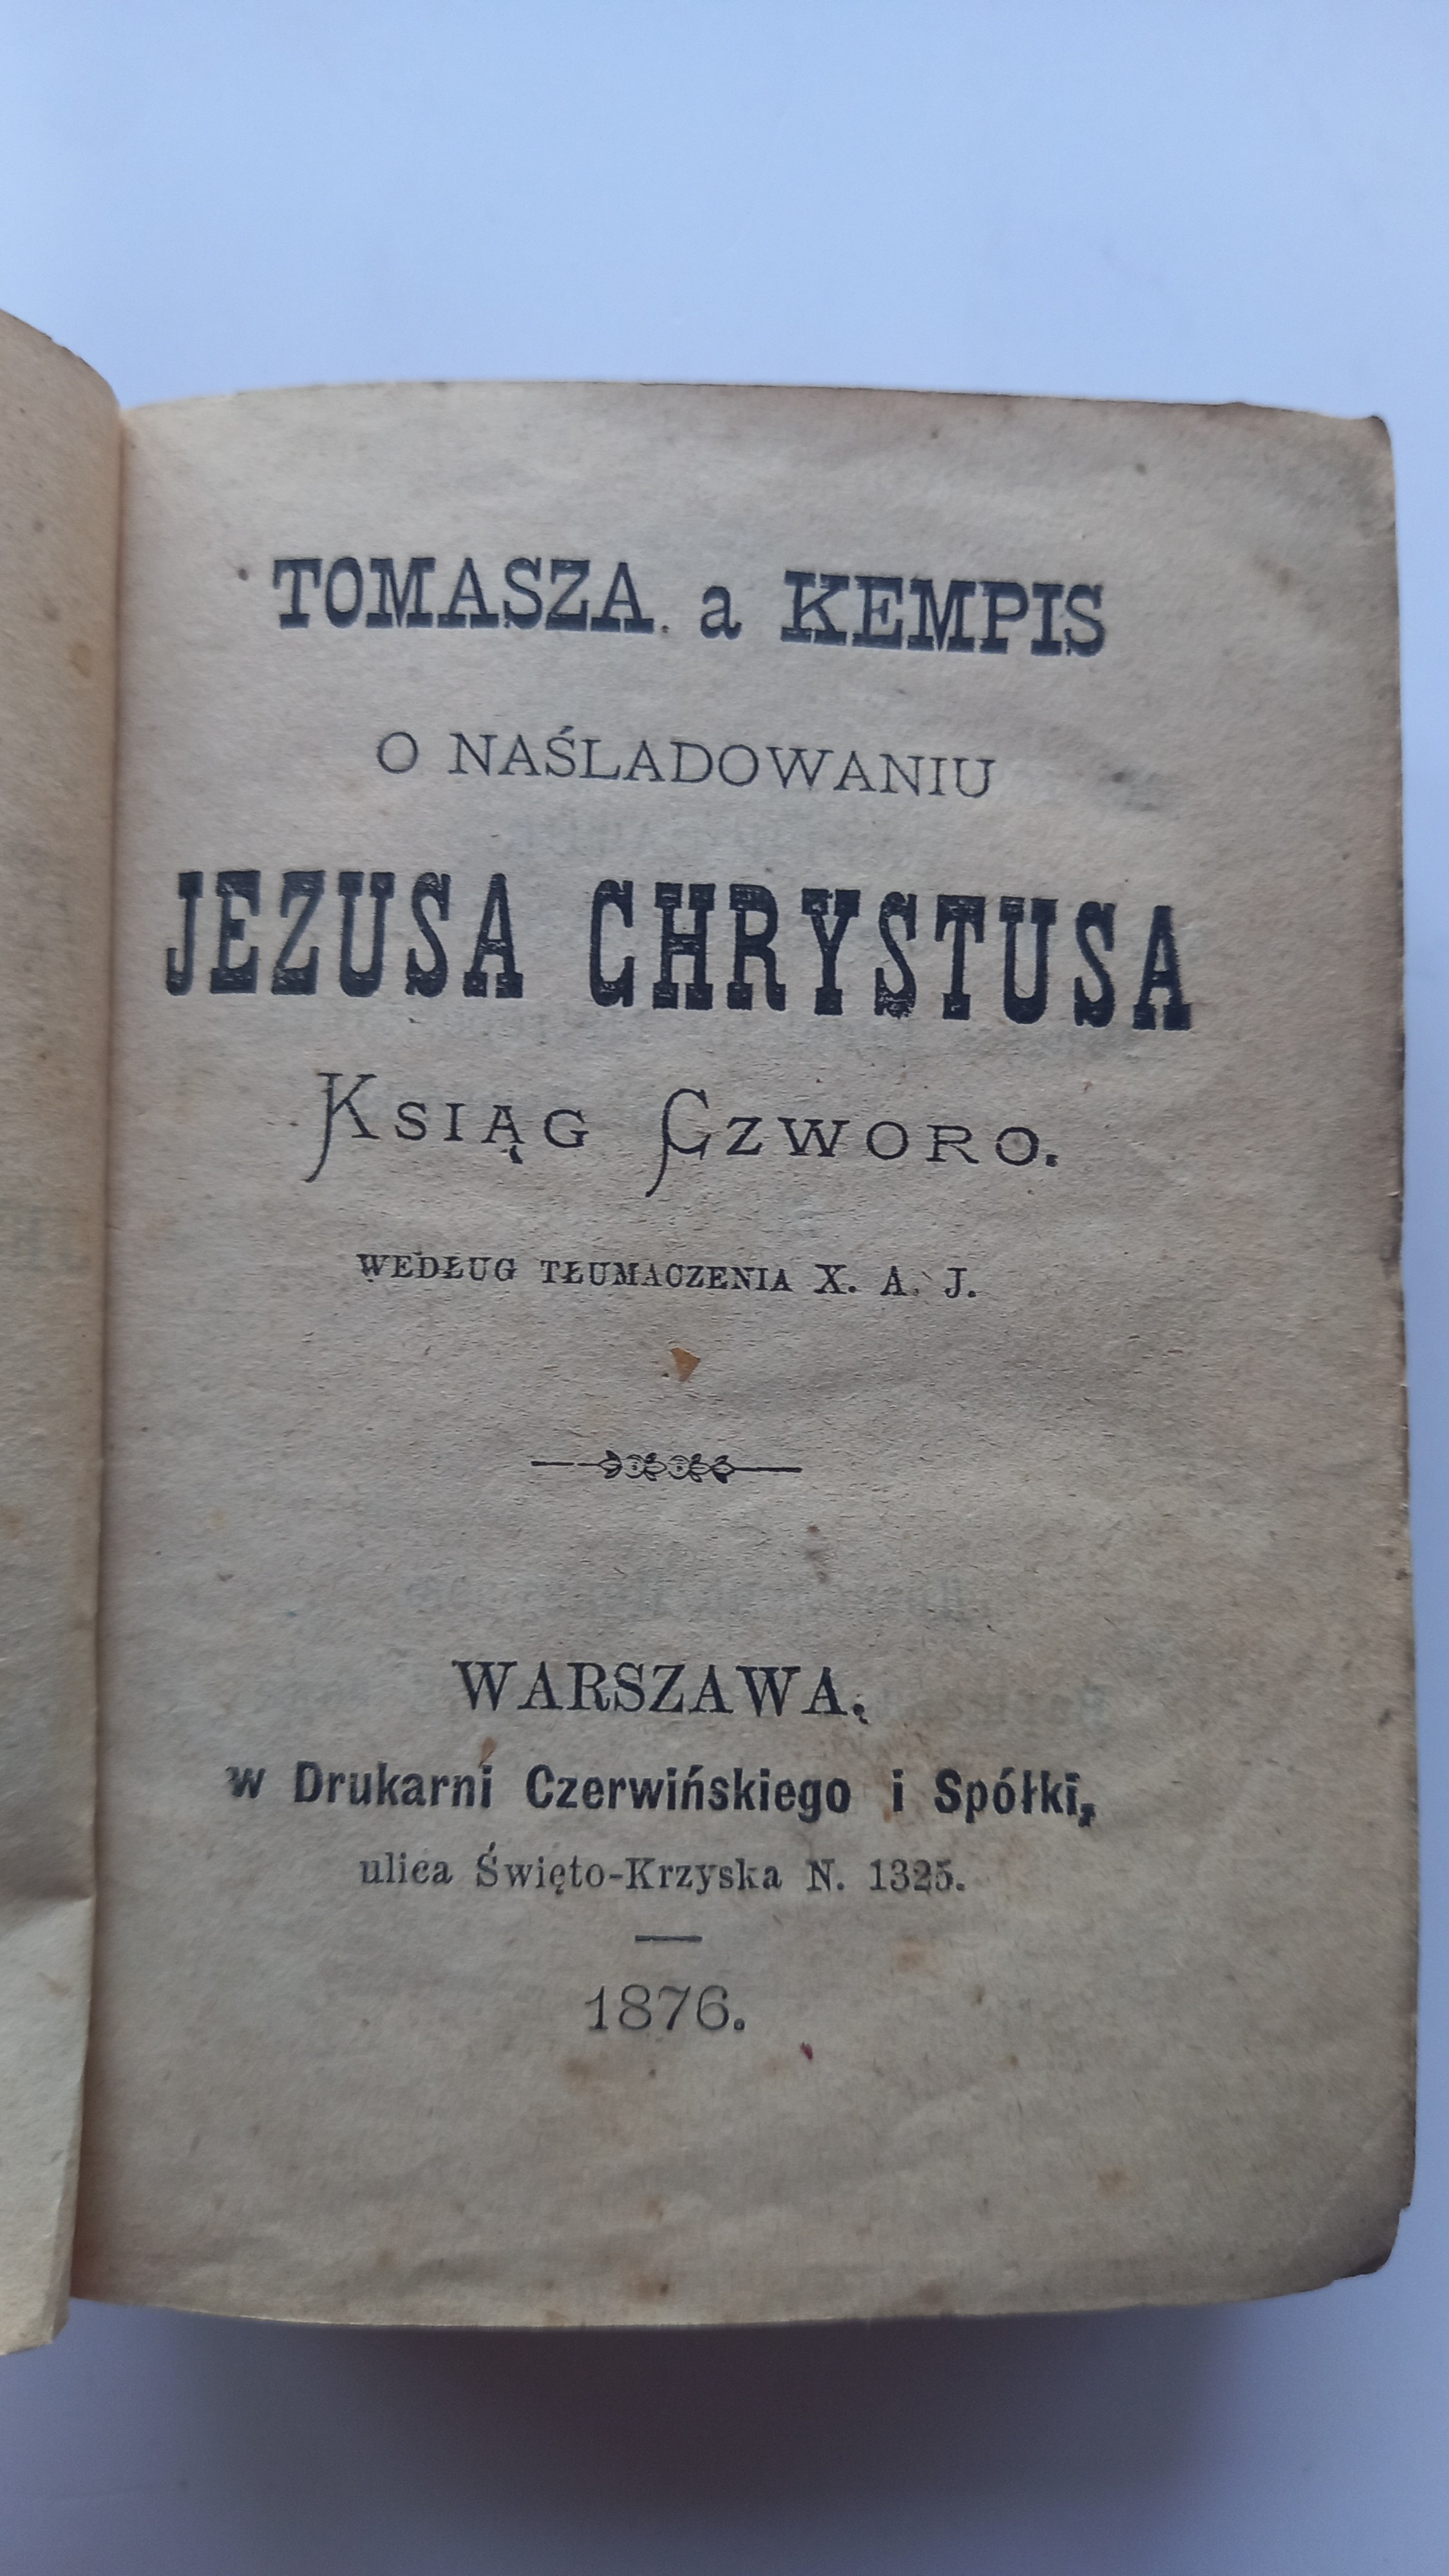 TOMASZA a KEMPIS
O NAŚLADOWANIU
JEZUSA CHRYSTUSA
KSIĄG CZWORO.
WEDŁUG TŁUMACZENIA X. A. J.
WARSZAWA,
w Drukarni Czerwińskiego i Spółki,
ulica Święto-Krzyska N. 1325.
1876.